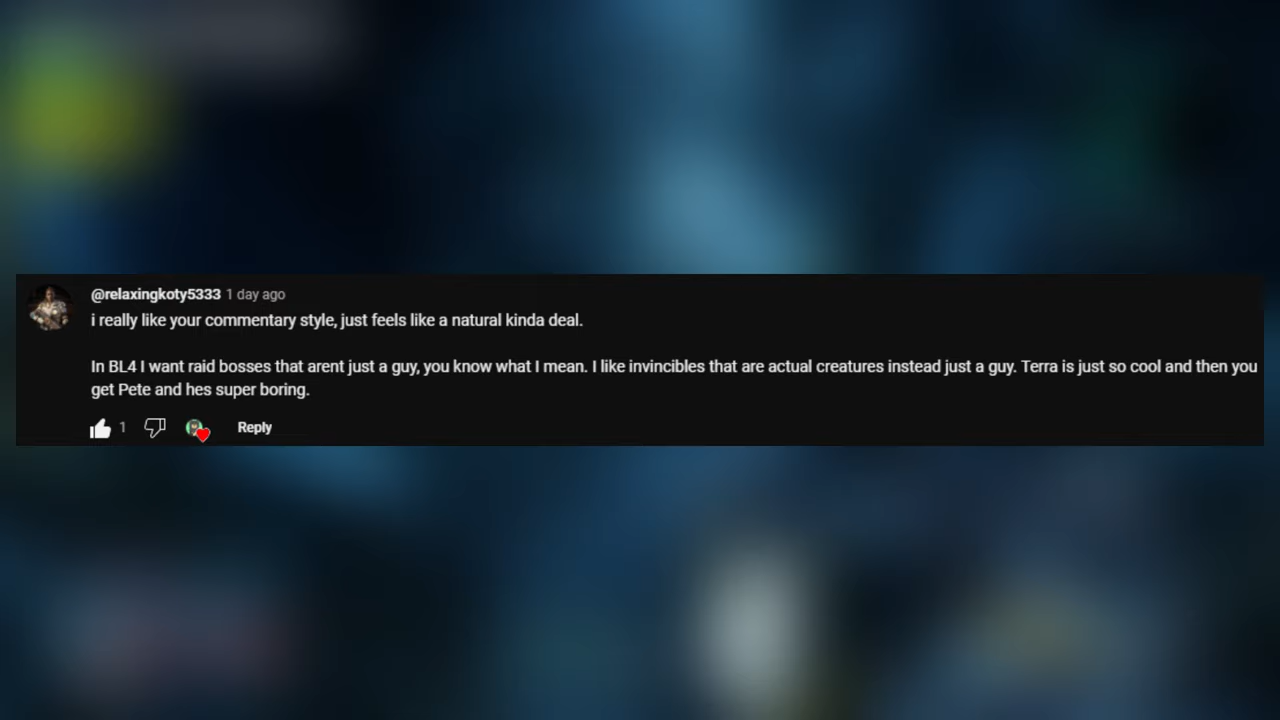 @relaxingkoty5333 1 day ago
i really like your commentary style, just feels like a natural kinda deal.
In BL4 I want raid bosses that arent just a guy, you know what I mean. I like invincibles that are actual creatures instead just a guy. Terra is just so cool and then you
get Pete and hes super boring.
1 Reply